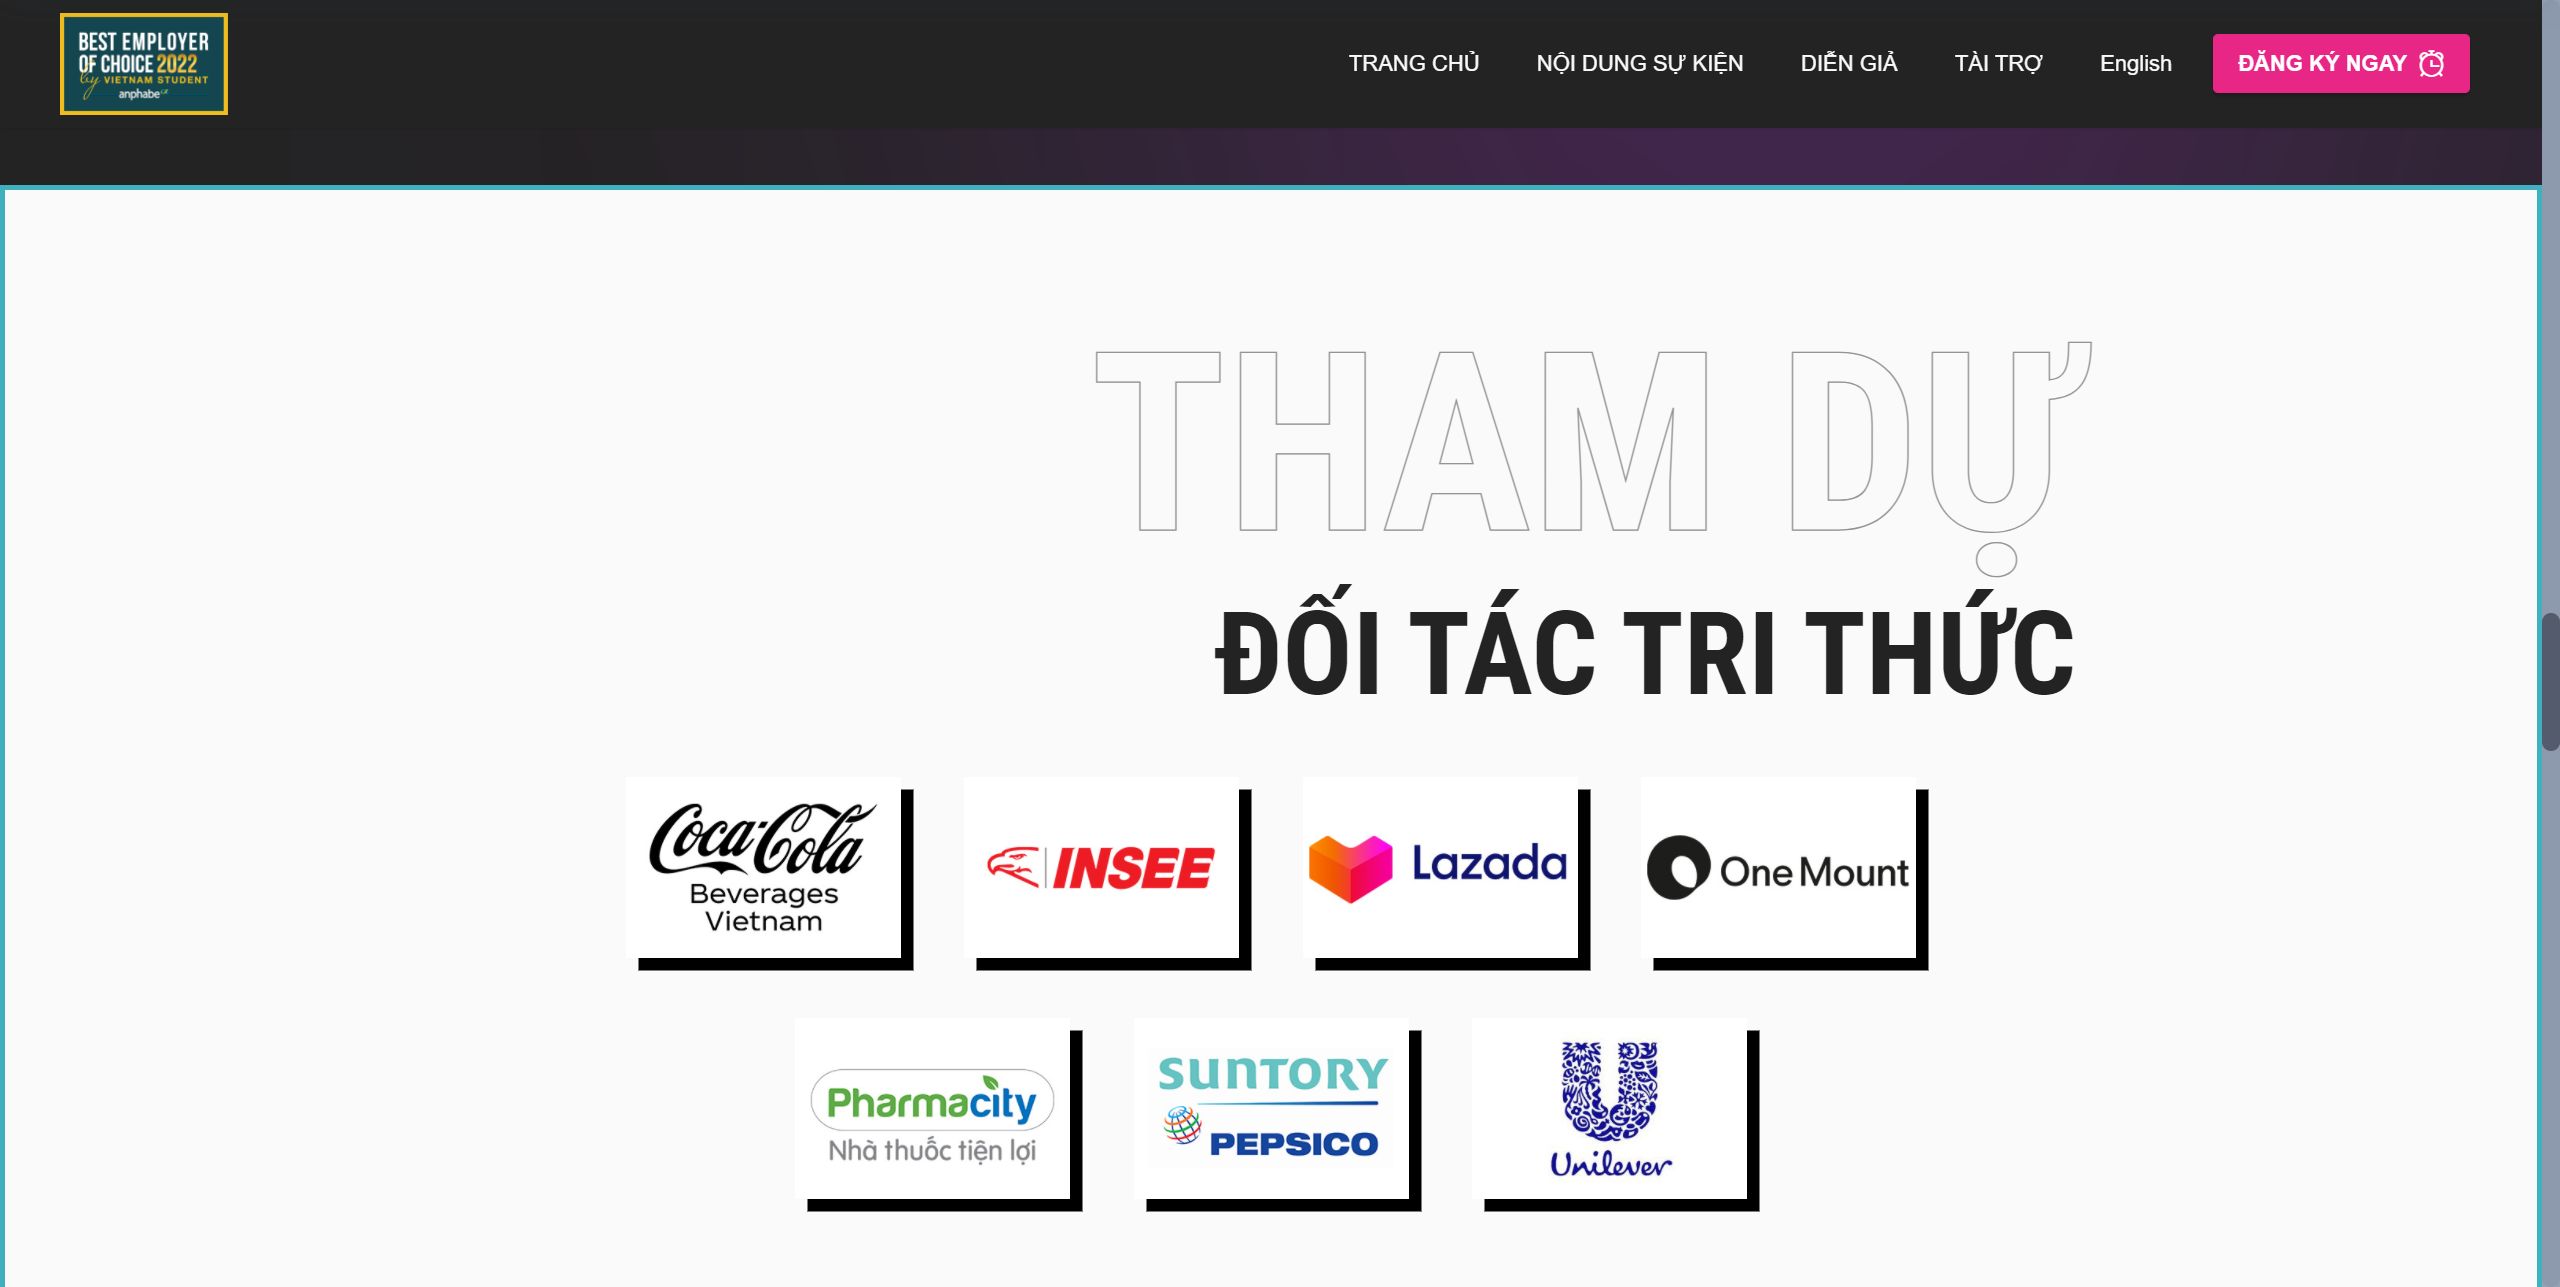 BEST EMPLOYER
OF CHOICE 2022
by VIETNAM STUDENT
anphabe
TRANG CHỦ
NỘI DUNG SỰ KIỆN
DIỄN GIẢ
TÀI TRỢ
English
ĐĂNG KÝ NGAY
THAM DỰ
ĐỐI TÁC TRI THỨC
Coca-Cola
Beverages
Vietnam
INSEE
Lazada
One Mount
Pharmacity
Nhà thuốc tiện lợi
SUNTORY
PEPSICO
Unilever